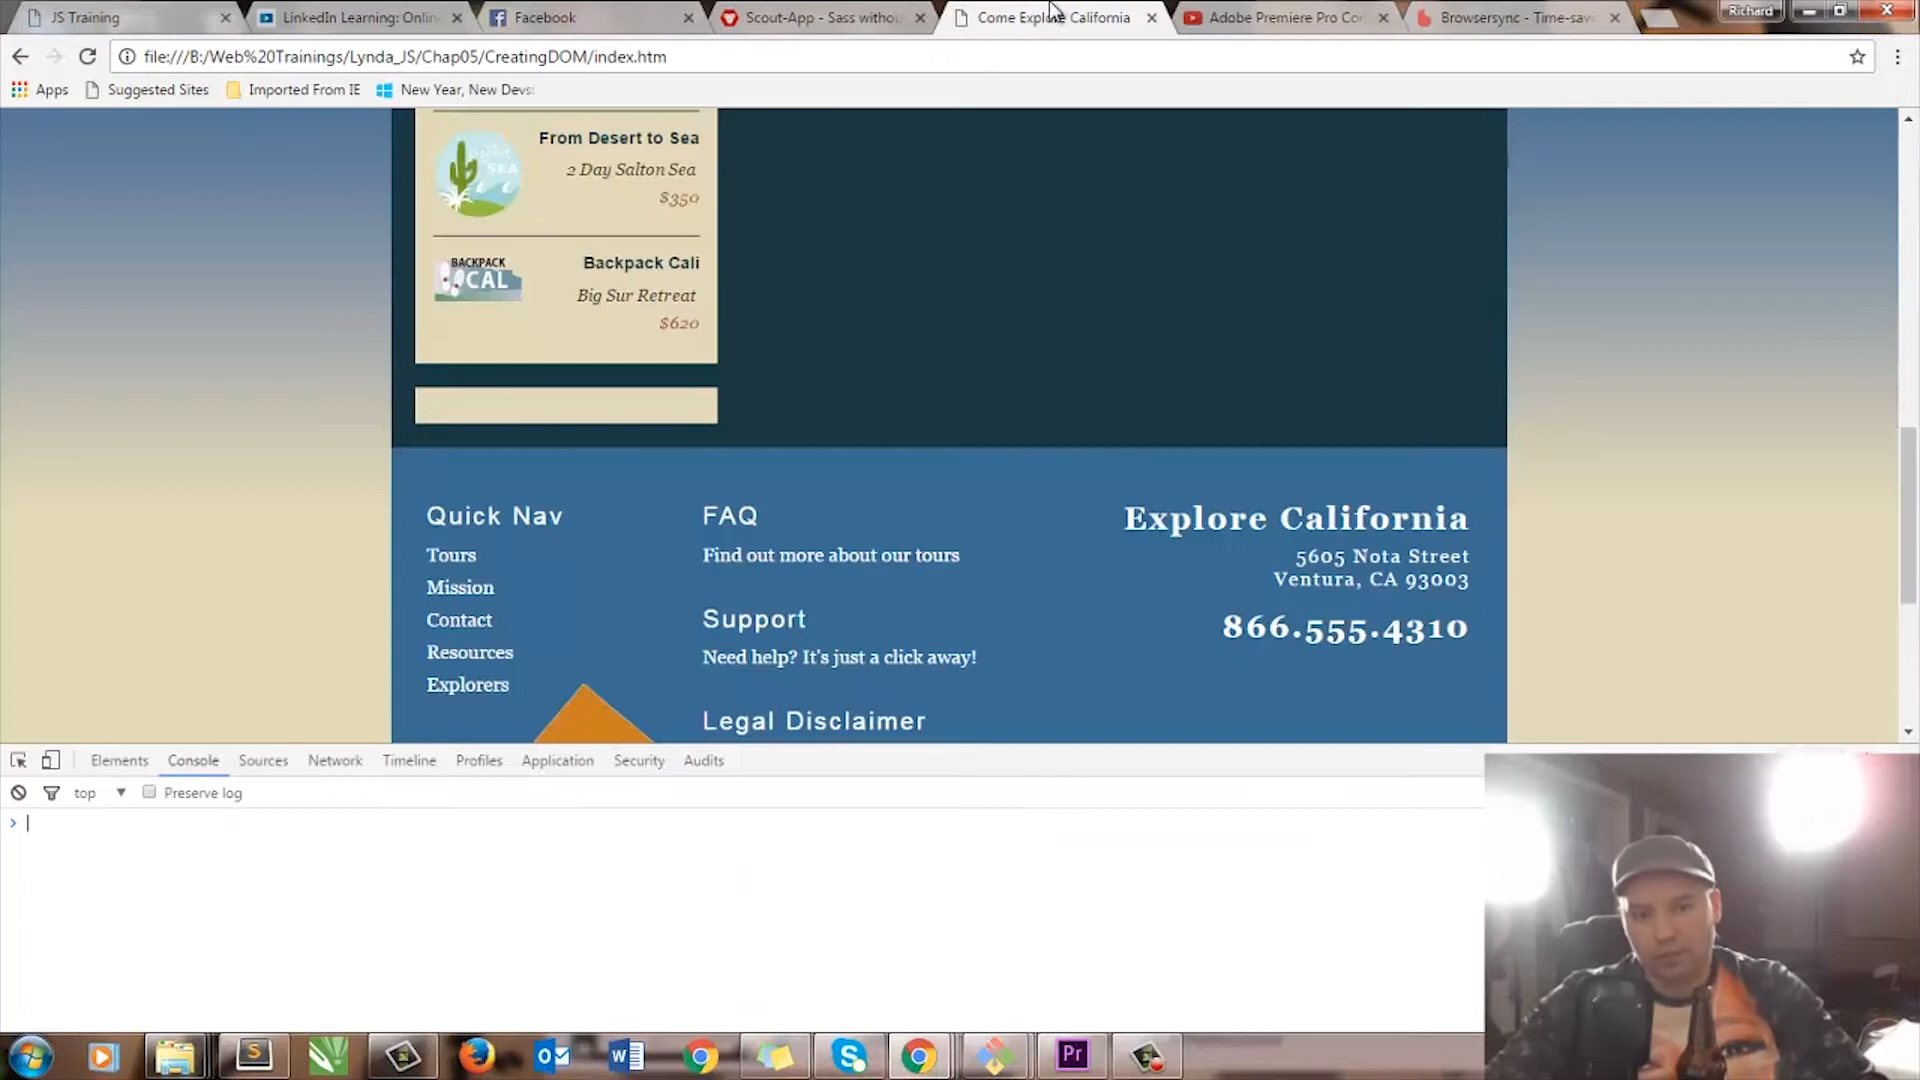 JS Training
LinkedIn Learning: Onlin
Facebook
Scout-App - Sass withou
Come Explore California
Adobe Premiere Pro Con
Browsersync - Time-savi
Richard
file:///B:/Web%20Trainings/Lynda_JS/Chap05/CreatingDOM/index.htm
Apps
Suggested Sites
Imported From IE
New Year, New Devs:
From Desert to Sea
2 Day Salton Sea
$350
SEA
BACKPACK
CAL
Backpack Cali
Big Sur Retreat
$620
Quick Nav
Tours
Mission
Contact
Resources
Explorers
FAQ
Find out more about our tours
Support
Need help? It's just a click away!
Legal Disclaimer
Explore California
5605 Nota Street
Ventura, CA 93003
866.555.4310
Elements
Console
Sources
Network
Timeline
Profiles
Application
Security
Audits
top
Preserve log
Pr